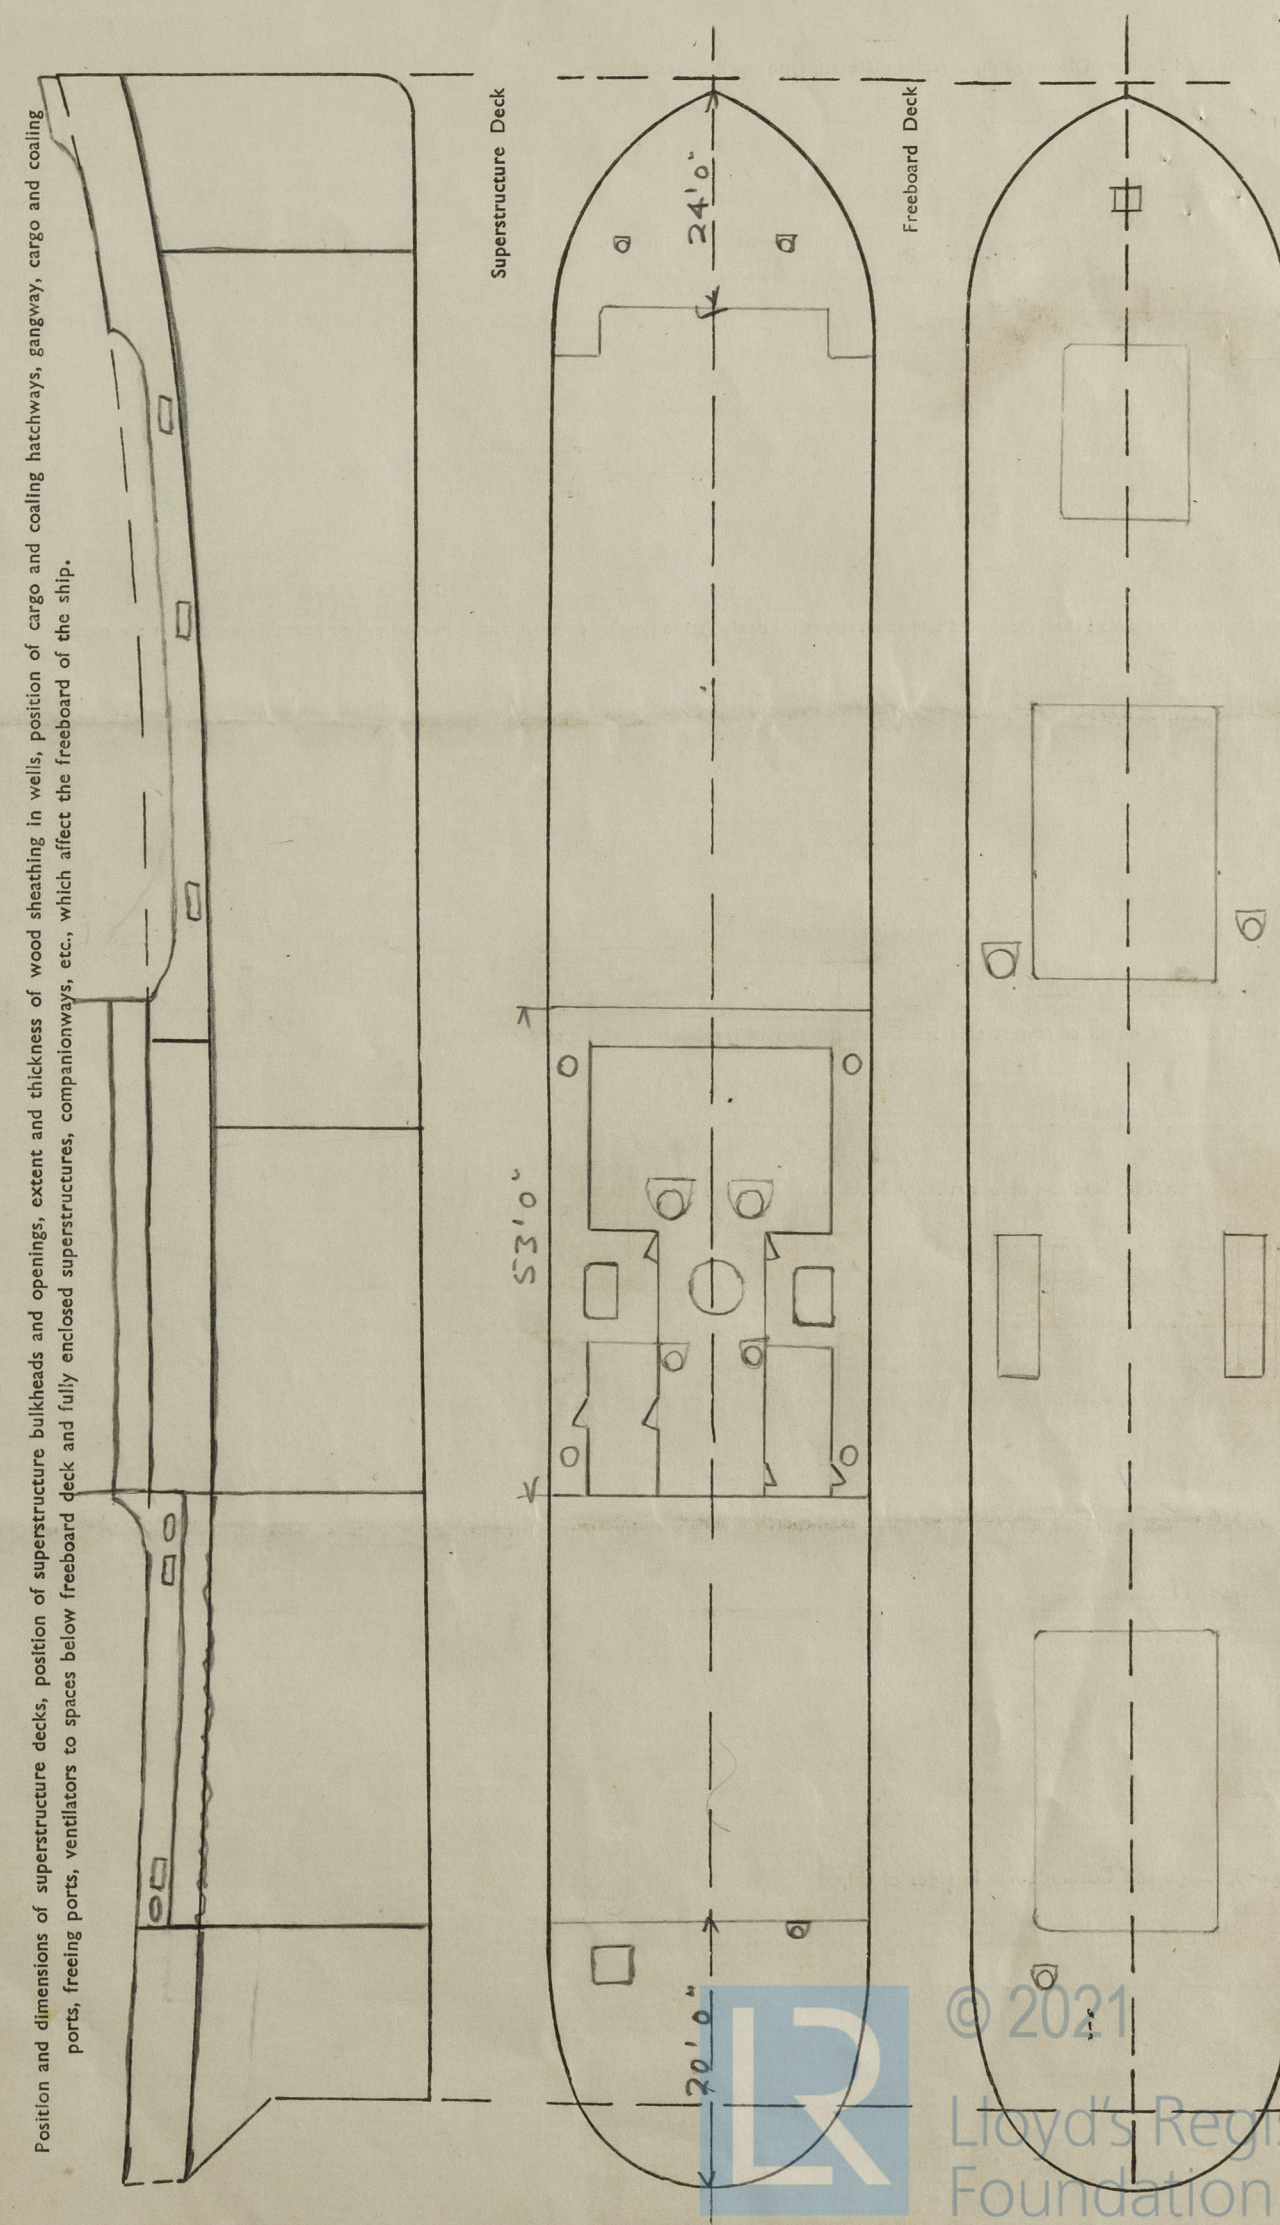 Position and dimensions of superstructure decks, position of superstructure bulkheads and openings, extent and thickness of wood sheathing in wells, position of cargo and coaling hatchways, gangway, cargo and coaling
ports, freeing ports, ventilators to spaces below freeboard deck and fully enclosed superstructures, companionways, etc., which affect the freeboard of the ship.
Superstructure Deck
24'0"
53'0"
20'0"
Freeboard Deck
LR
© 2021
Lloyd's Regis
Foundation